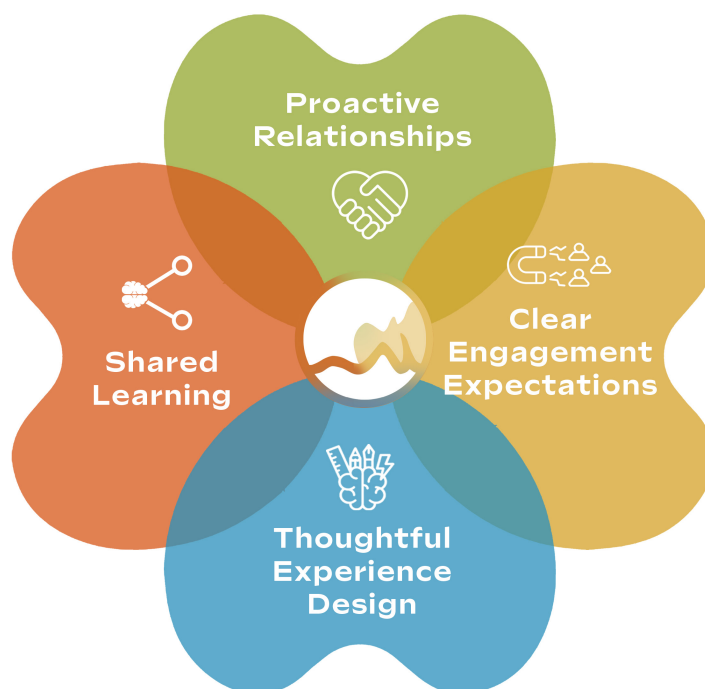 Proactive
Relationships
Clear
Engagement
Expectations
Shared
Learning
Thoughtful
Experience
Design